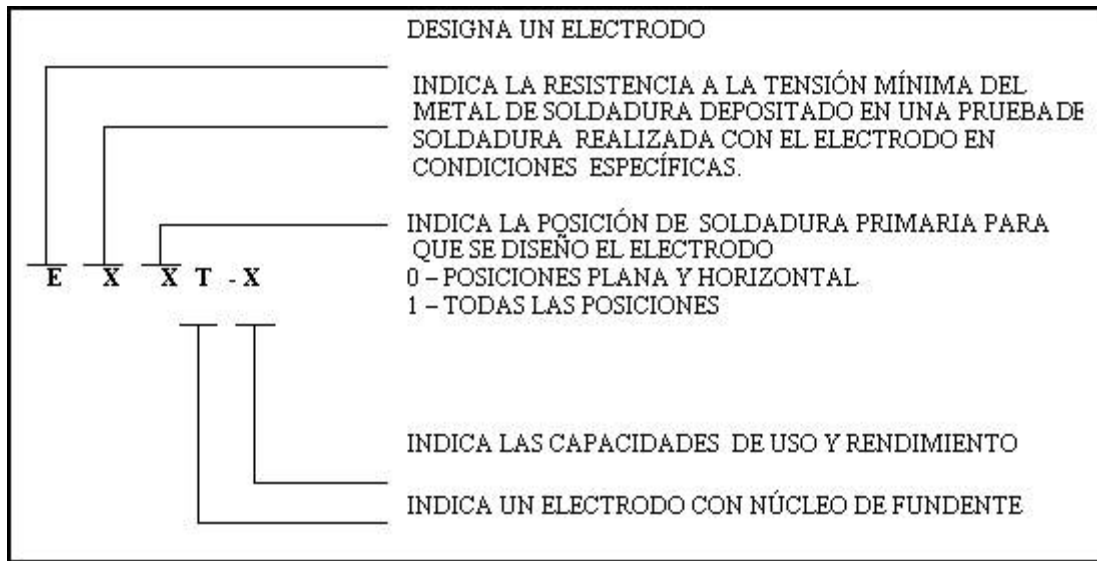 DESIGNA UN ELECTRODO
INDICA LA RESISTENCIA A LA TENSIÓN MÍNIMA DEL
METAL DE SOLDADURA DEPOSITADO EN UNA PRUEBA DE
SOLDADURA REALIZADA CON EL ELECTRODO EN
CONDICIONES ESPECÍFICAS.
INDICA LA POSICIÓN DE SOLDADURA PRIMARIA PARA
QUE SE DISEÑO EL ELECTRODO
0 – POSICIONES PLANA Y HORIZONTAL
1 – TODAS LAS POSICIONES
E X X T - X
INDICA LAS CAPACIDADES DE USO Y RENDIMIENTO
INDICA UN ELECTRODO CON NÚCLEO DE FUNDENTE